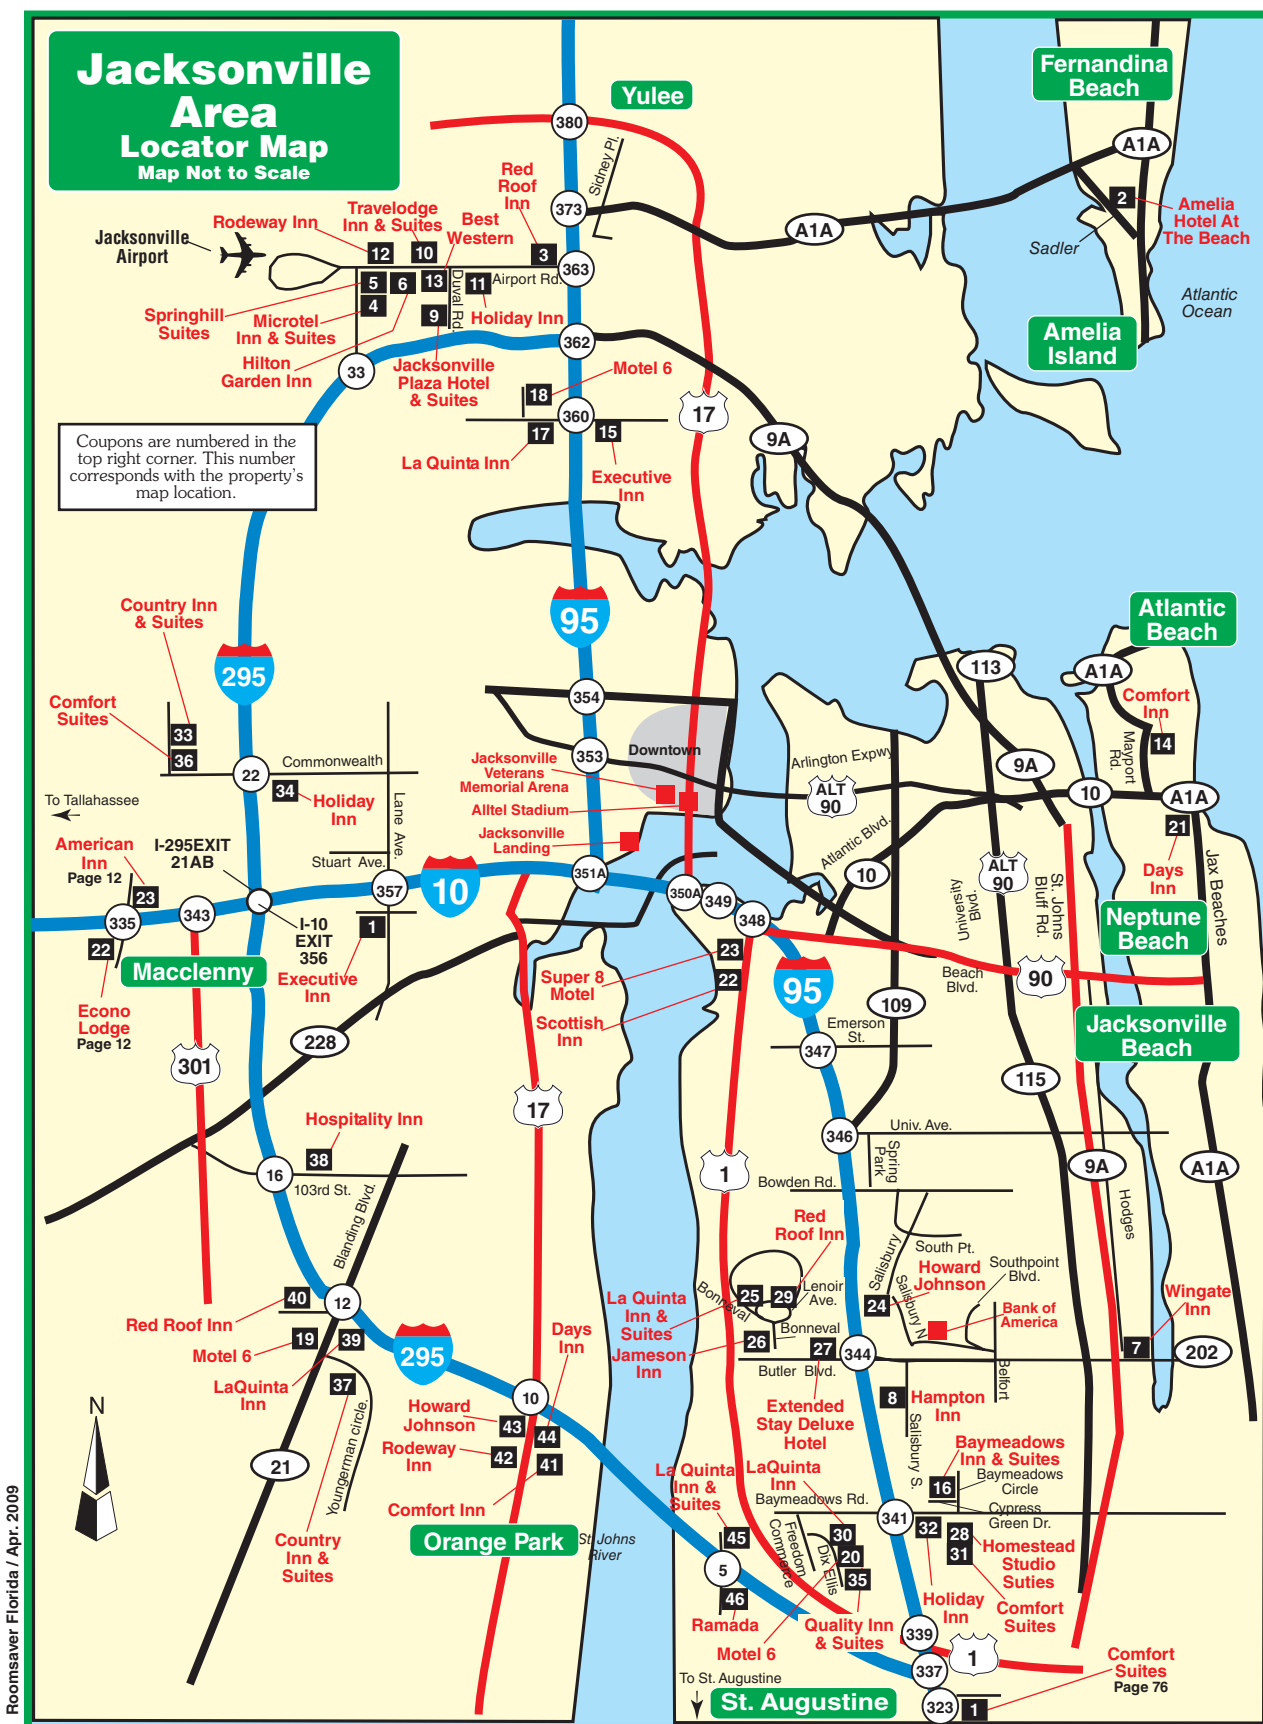 Jacksonville
Area
Locator Map
Map Not to Scale
Yulee
Fernandina
Beach
380
A1A
Sidney Pl.
Red
Roof
Inn
373
A1A
2
Amelia
Hotel At
The Beach
Sadler
Atlantic
Ocean
Amelia
Island
Rodeway Inn
Travelodge
Inn & Suites
Best
Western
Jacksonville
Airport
12
10
3
363
5
6
13
11
Airport Rd.
Duval Rd.
4
9
Holiday Inn
Springhill
Suites
Microtel
Inn & Suites
Hilton
Garden Inn
Jacksonville
Plaza Hotel
& Suites
33
362
Motel 6
18
360
17
17
15
9A
La Quinta Inn
Executive
Inn
Coupons are numbered in the
top right corner. This number
corresponds with the property's
map location.
95
Country Inn
& Suites
295
Comfort
Suites
33
36
22
Commonwealth
34
Holiday
Inn
Lane Ave.
To Tallahassee
American
Inn
Page 12
23
I-295EXIT
21AB
Stuart Ave.
354
353
Downtown
Jacksonville
Veterans
Memorial Arena
Alltel Stadium
Jacksonville
Landing
Atlantic
Beach
113
A1A
Comfort
Inn
14
Mayport
Rd.
9A
Arlington Expwy
ALT
90
10
A1A
21
Days
Inn
Jax Beaches
Atlantic Blvd.
10
ALT
90
University
Blvd.
St. Johns
Bluff Rd.
Neptune
Beach
335
343
357
10
351A
350A
349
348
22
Econo
Lodge
Page 12
Macclenny
I-10
EXIT
356
1
Executive
Inn
23
Super 8
Motel
22
Scottish
Inn
95
Beach
Blvd.
90
109
Jacksonville
Beach
301
228
17
Emerson
St.
347
115
Hospitality Inn
38
16
103rd St.
Blanding Blvd.
1
346
Univ. Ave.
Spring
Park
9A
A1A
Bowden Rd.
Hodges
Red
Roof Inn
Salisbury
South Pt.
Howard
Johnson
Southpoint
Blvd.
Salisbury N
24
Bank of
America
Wingate
Inn
7
202
La Quinta
Inn &
Suites
Bonneval
25
29
Lenoir
Ave.
Jameson
Inn
26
Bonneval
27
344
Butler Blvd.
Belfort
40
12
Red Roof Inn
19
39
Motel 6
LaQuinta
Inn
37
295
Days
Inn
10
Howard
Johnson
43
44
Rodeway
Inn
42
41
Comfort Inn
Youngerman circle.
21
N
Country
Inn &
Suites
Orange Park
St. Johns
River
Extended
Stay Deluxe
Hotel
8
Hampton
Inn
Salisbury S.
Baymeadows
Inn & Suites
16
Baymeadows
Circle
Cypress
Green Dr.
La Quinta
Inn &
Suites
LaQuinta
Inn
Baymeadows Rd.
341
45
5
46
Ramada
Freedom
Commerce
Dix Ellis
30
20
35
Motel 6
Quality Inn
& Suites
32
28
31
Homestead
Studio
Suties
Holiday
Inn
Comfort
Suites
339
1
337
Comfort
Suites
Page 76
323
1
To St. Augustine
St. Augustine
Roomsaver Florida / Apr. 2009